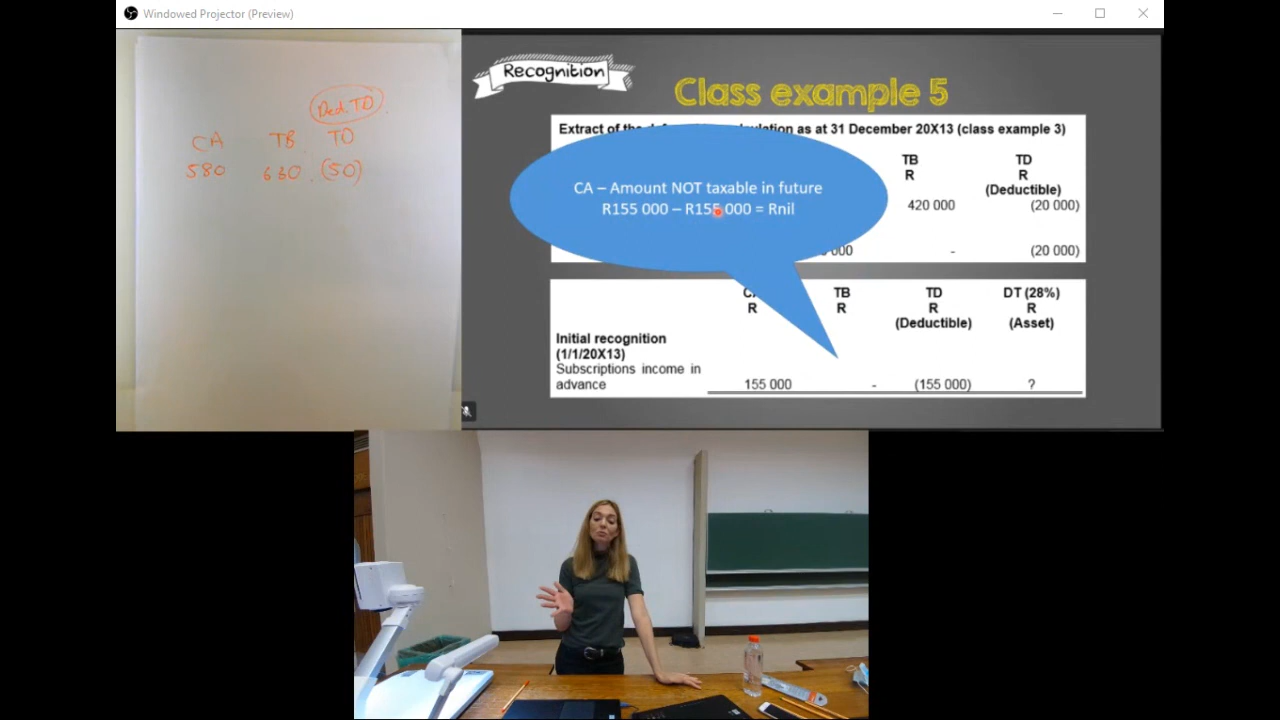 Windowed Projector (Preview)
Ded. TD
CA TB TD
580 630 (50)
Recognition
Class example 5
Extract of the calculation as at 31 December 20X13 (class example 3)
TB TD
R R
(Deductible)
420 000 (20 000)
000 - (20 000)
CA – Amount NOT taxable in future
R155 000 – R155 000 = Rnil
TB TD DT (28%)
R R R R
(Deductible) (Asset)
Initial recognition
(1/1/20X13)
Subscriptions income in
advance 155 000 - (155 000) ?